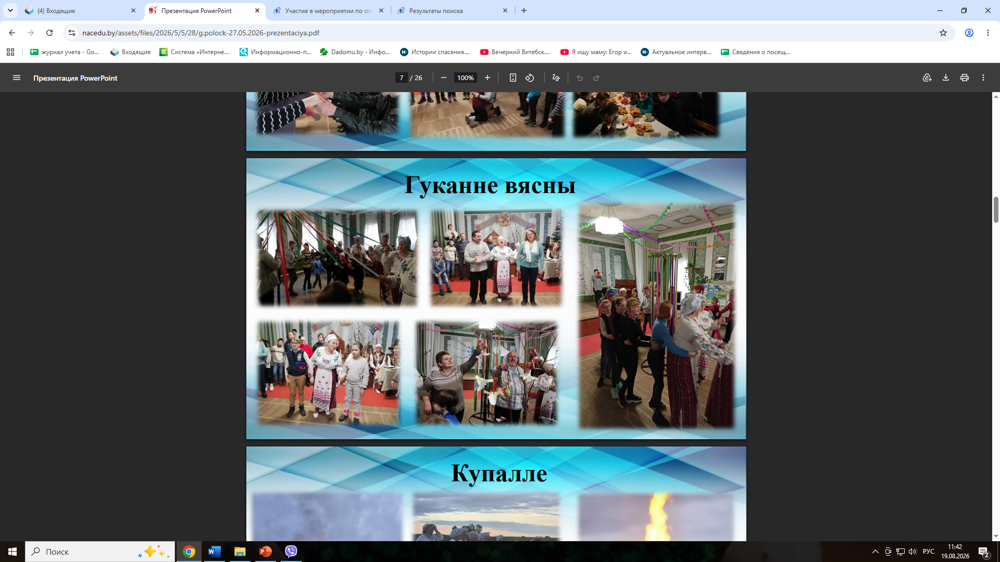 (4) Входящие
Презентация PowerPoint
Участие в мероприятии по от
Результаты поиска
nacedu.by/assets/files/2026/5/5/28/g.polock-27.05.2026-prezentaciya.pdf
журнал учета - Go...
Входящие
Система «Интерне...
Информационно-п...
Dadomu.by - Инфо...
Истории спасения....
Вечерний Витебск....
Я ищу маму: Егор и...
Актуальное интерв...
Сведения о посещ...
Презентация PowerPoint
7 / 26
100%
Гуканне вясны
Купалле
Поиск
РУС
11:42
19.08.2026
2